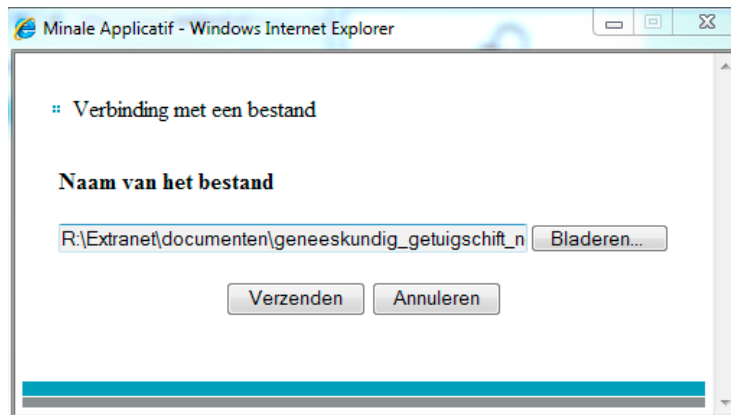 Minale Applicatif - Windows Internet Explorer
Verbinding met een bestand
Naam van het bestand
R:\Extranet\documenten\geneeskundig_getuigschift_n Bladeren...
Verzenden Annuleren